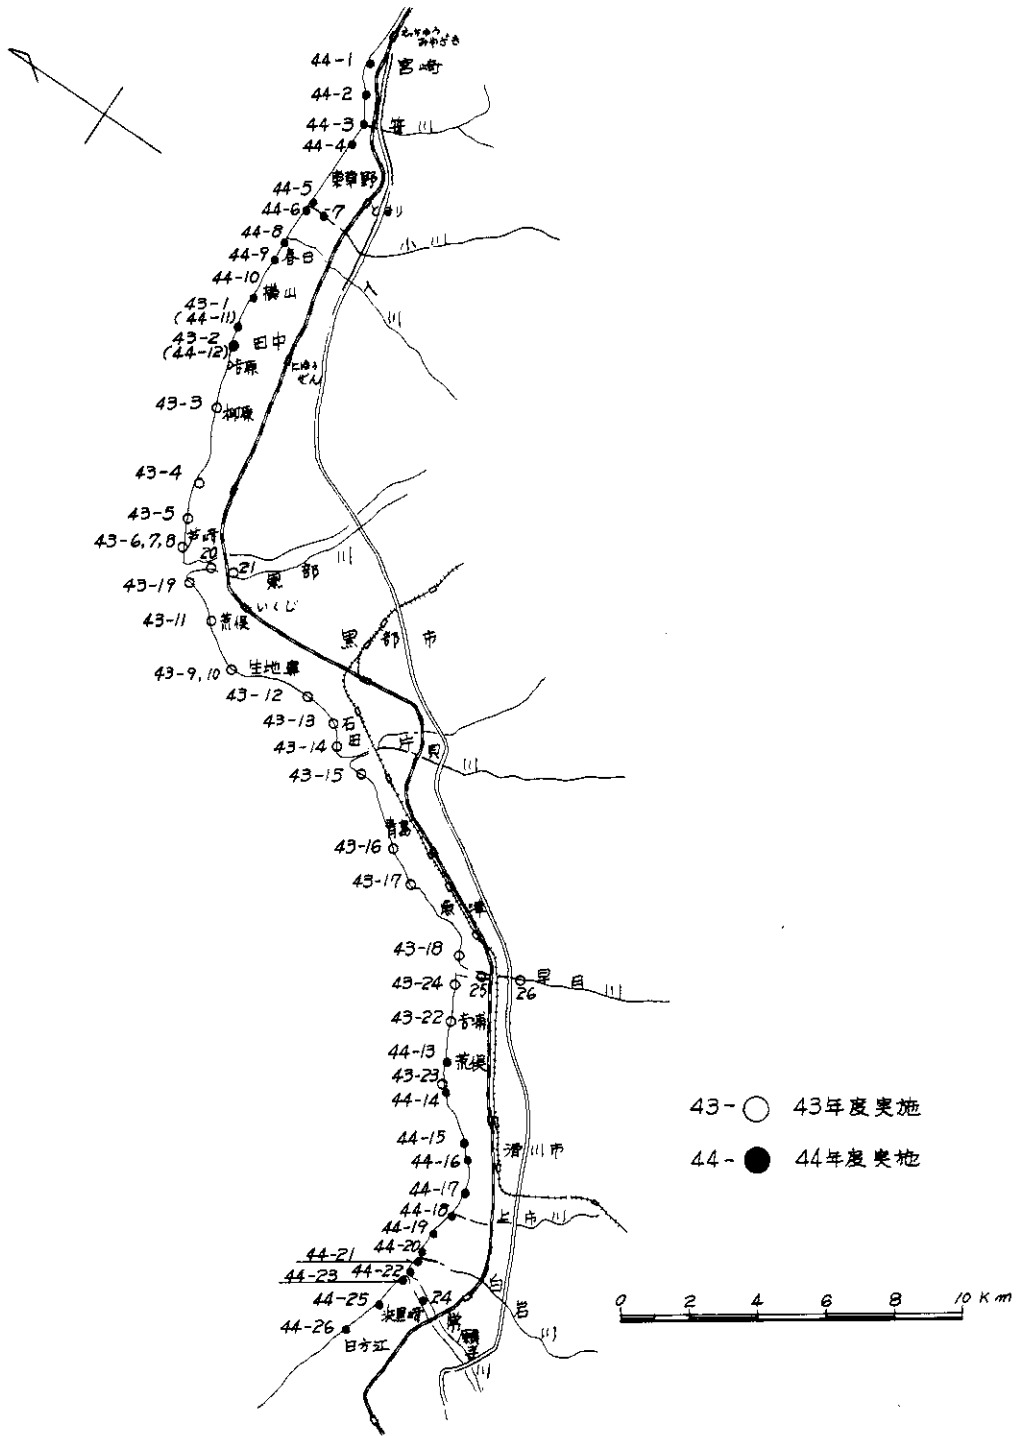 えっちゅう
みやざき
44-1
宮崎
44-2
44-3
笹川
44-4
東草野
44-5
44-6
7
とまり
44-8
小川
44-9
春日
44-10
横山
入川
43-1
(44-11)
43-2
(44-12)
田中
吉原
にゅう
ぜん
43-3
柳原
43-4
43-5
43-6,7,8
芦崎
20
21
黒部川
43-19
いくじ
43-11
荒俣
黒部市
43-9,10
生地鼻
43-12
43-13
石田
43-14
片貝川
43-15
青島
43-16
43-17
魚津
43-18
早月川
25
26
43-24
43-22
吉浦
44-13
荒俣
43-23
44-14
43-○ 43年度実施
44-● 44年度実施
44-15
滑川市
44-16
44-17
44-18
上市川
44-19
44-20
44-21
44-22
44-23
白岩川
24
44-25
浜黒崎
常願寺川
44-26
日方江
0 2 4 6 8 10 Km